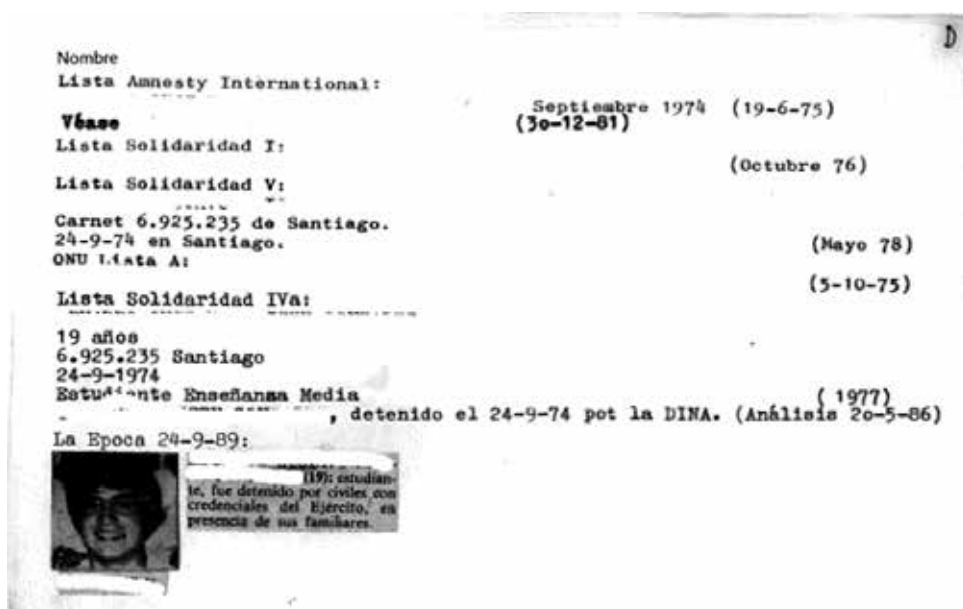 D
Nombre
Lista Amnesty International:
Septiembre 1974 (19-6-75)
Véase (3o-12-81)
Lista Solidaridad I:
(Octubre 76)
Lista Solidaridad V:
Carnet 6.925.235 de Santiago.
24-9-74 en Santiago. (Mayo 78)
ONU Lista A:
(5-10-75)
Lista Solidaridad IVa:
19 años
6.925.235 Santiago
24-9-1974
Estudiante Enseñanza Media ( 1977)
, detenido el 24-9-74 pot la DINA. (Análisis 2o-5-86)
La Epoca 24-9-89:
(19): estudian-
te, fue detenido por civiles con
credenciales del Ejército, en
presencia de sus familiares.